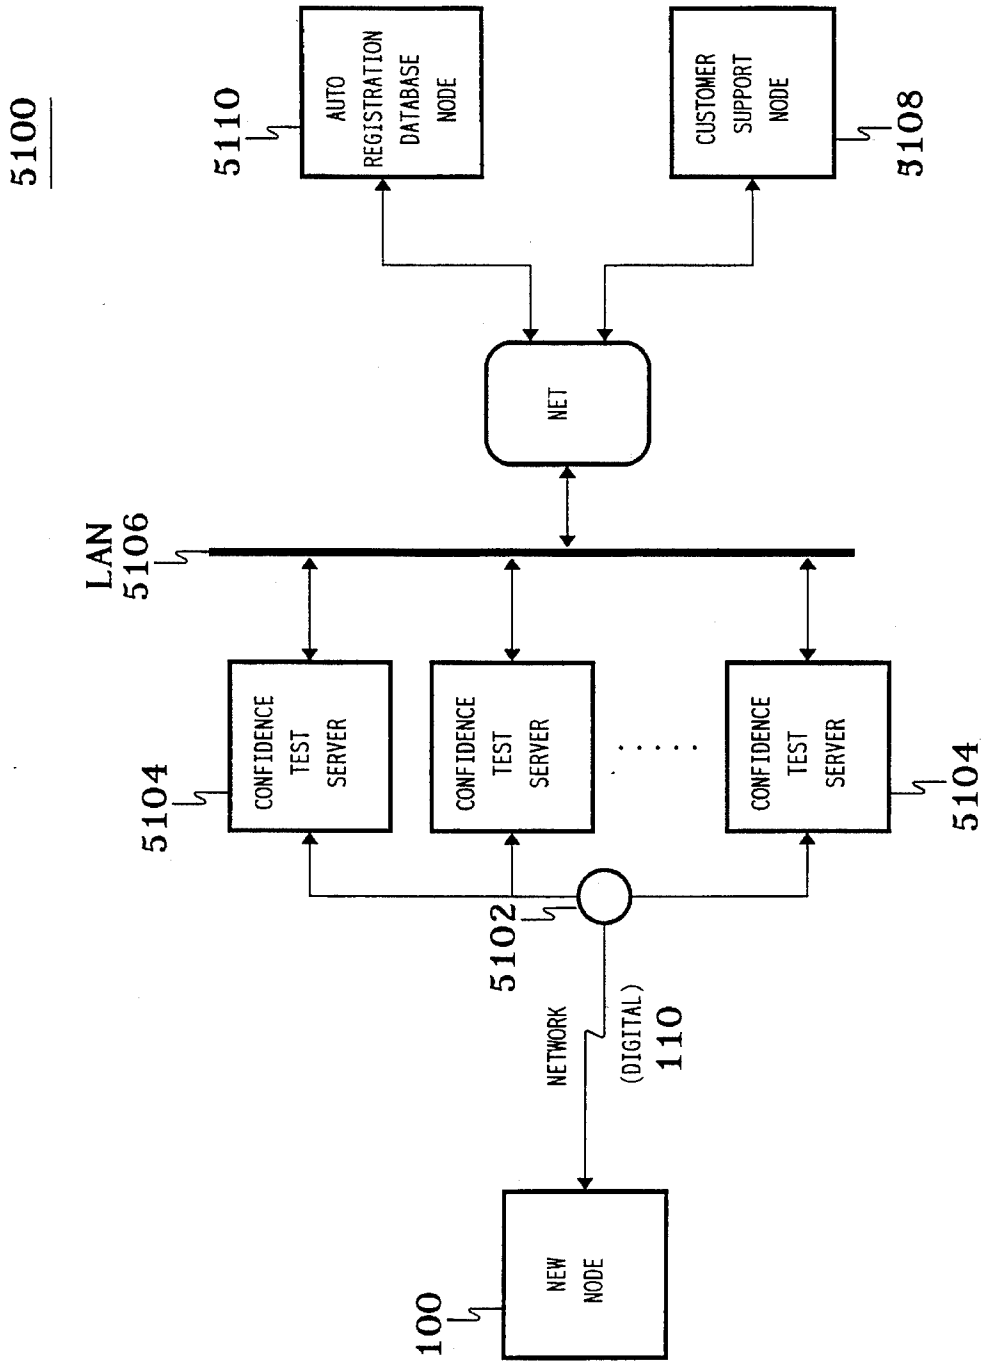 5100
100
NEW
NODE
NETWORK
(DIGITAL)
110
5102
5104
CONFIDENCE
TEST
SERVER
CONFIDENCE
TEST
SERVER
.....
CONFIDENCE
TEST
SERVER
5104
LAN
5106
NET
5110
AUTO
REGISTRATION
DATABASE
NODE
CUSTOMER
SUPPORT
NODE
5108